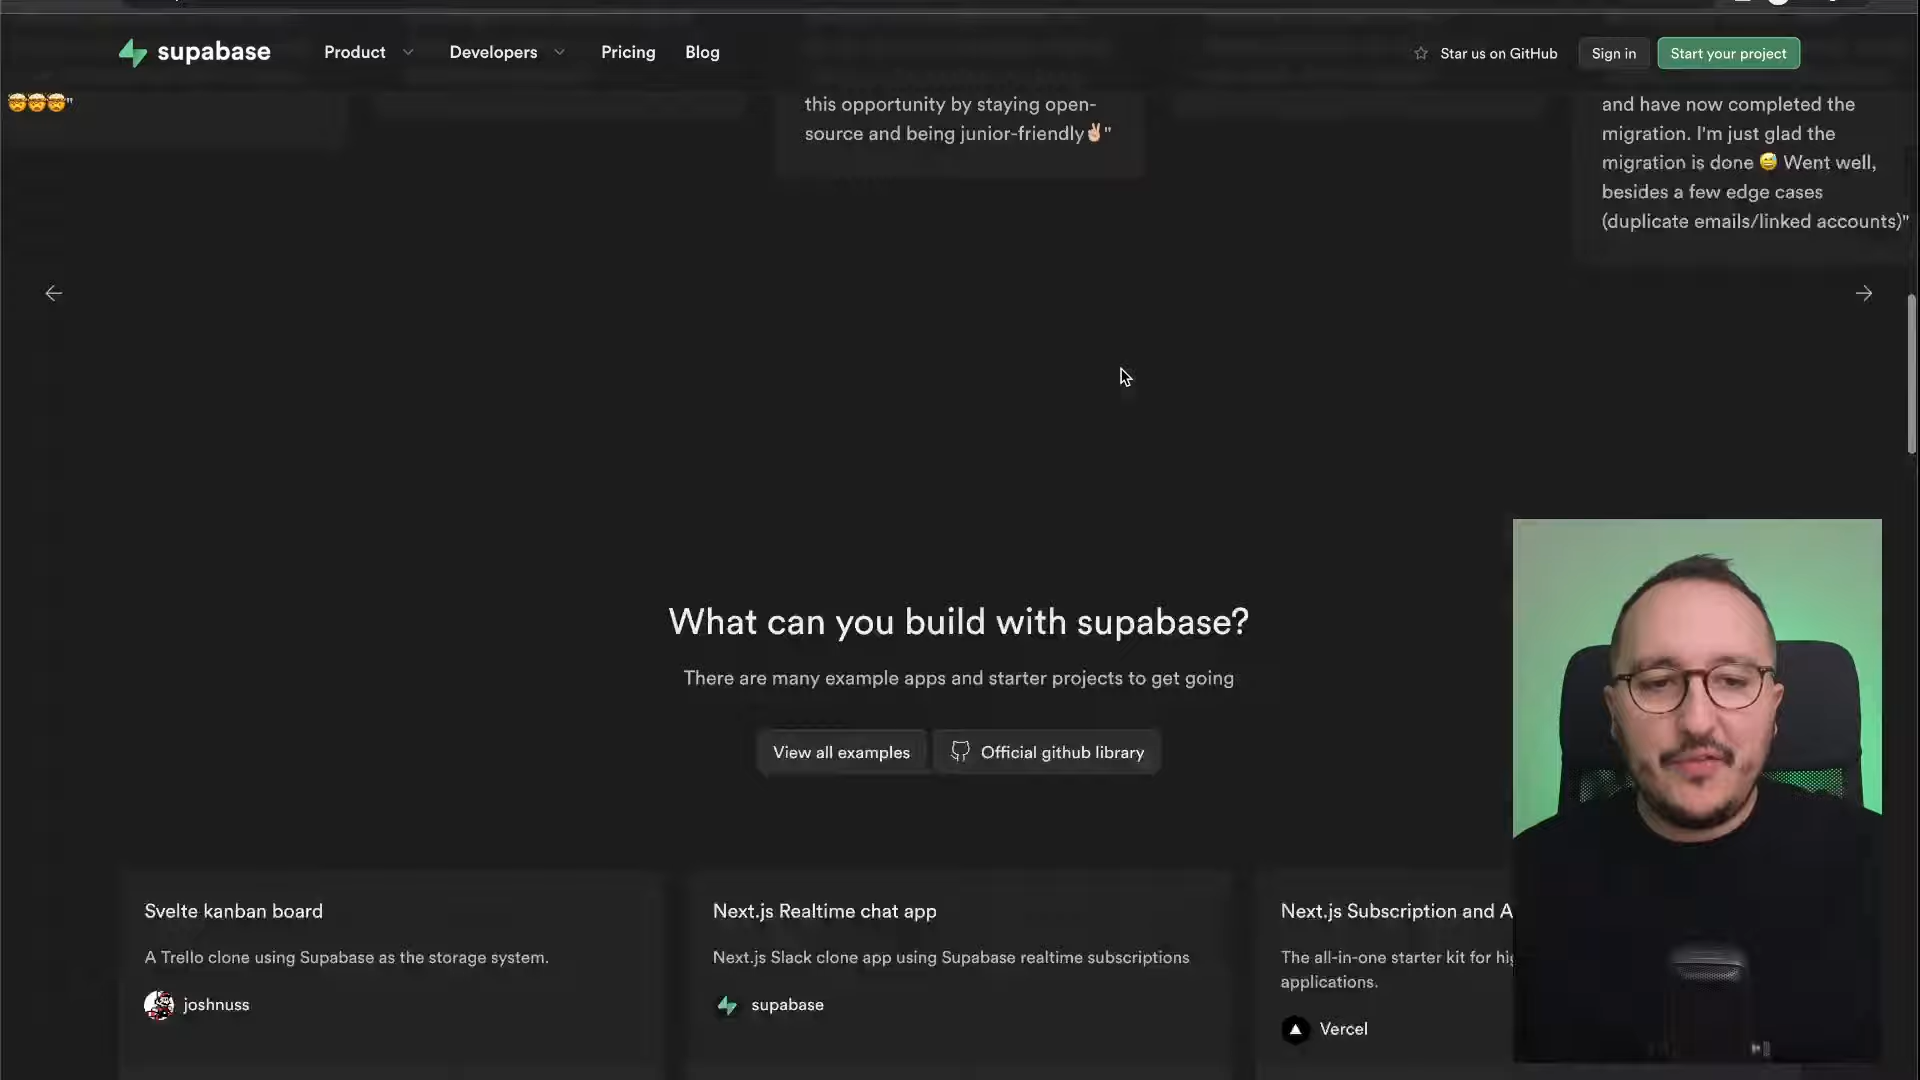 supabase
Product
Developers
Pricing
Blog
Star us on GitHub
Sign in
Start your project
🤯🤯🤯"
this opportunity by staying open-
source and being junior-friendly✌🏼"
and have now completed the
migration. I'm just glad the
migration is done 😅 Went well,
besides a few edge cases
(duplicate emails/linked accounts)"
What can you build with supabase?
There are many example apps and starter projects to get going
View all examples
Official github library
Svelte kanban board
A Trello clone using Supabase as the storage system.
joshnuss
Next.js Realtime chat app
Next.js Slack clone app using Supabase realtime subscriptions
supabase
Next.js Subscription and A
The all-in-one starter kit for hig
applications.
Vercel